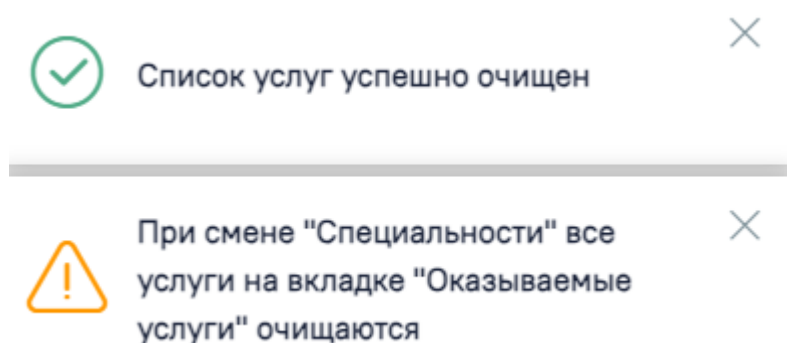 Список услуг успешно очищен
При смене "Специальности" все
услуги на вкладке "Оказываемые
услуги" очищаются